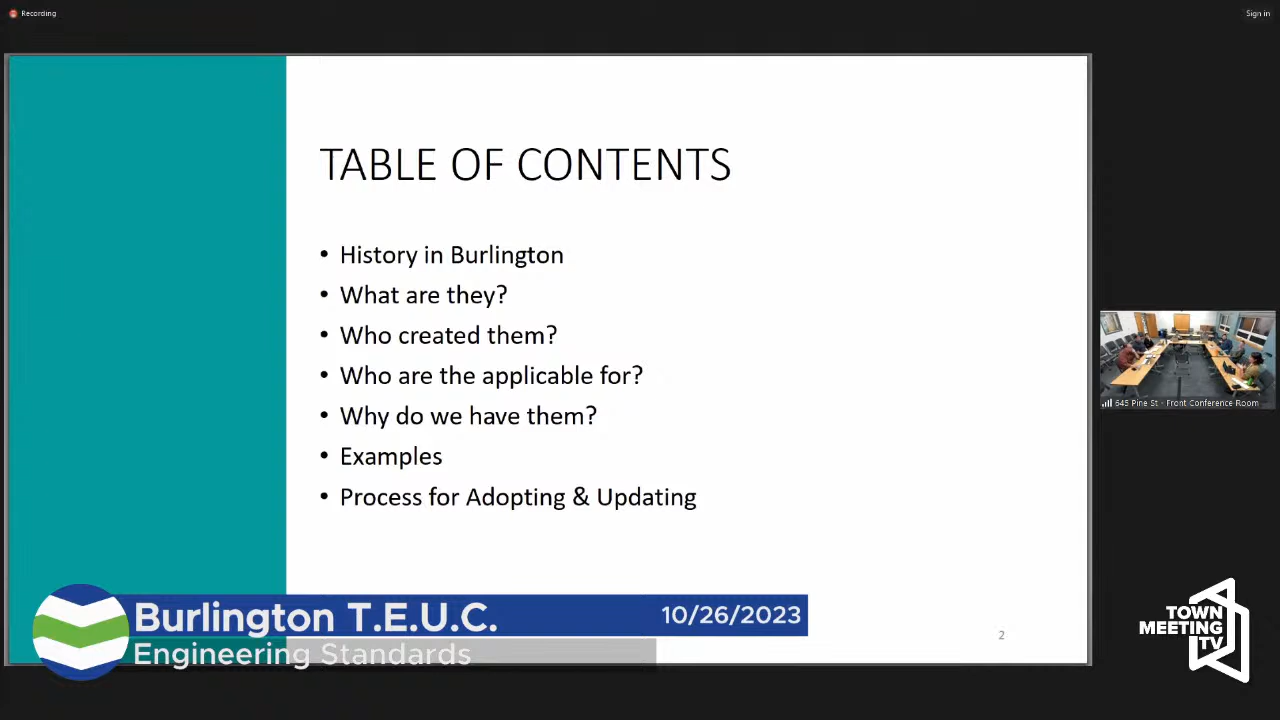 Recording
Sign in
TABLE OF CONTENTS
• History in Burlington
• What are they?
• Who created them?
• Who are the applicable for?
• Why do we have them?
• Examples
• Process for Adopting & Updating
645 Pine St - Front Conference Room
Burlington T.E.U.C.
10/26/2023
Engineering Standards
2
TOWN
MEETING
TV